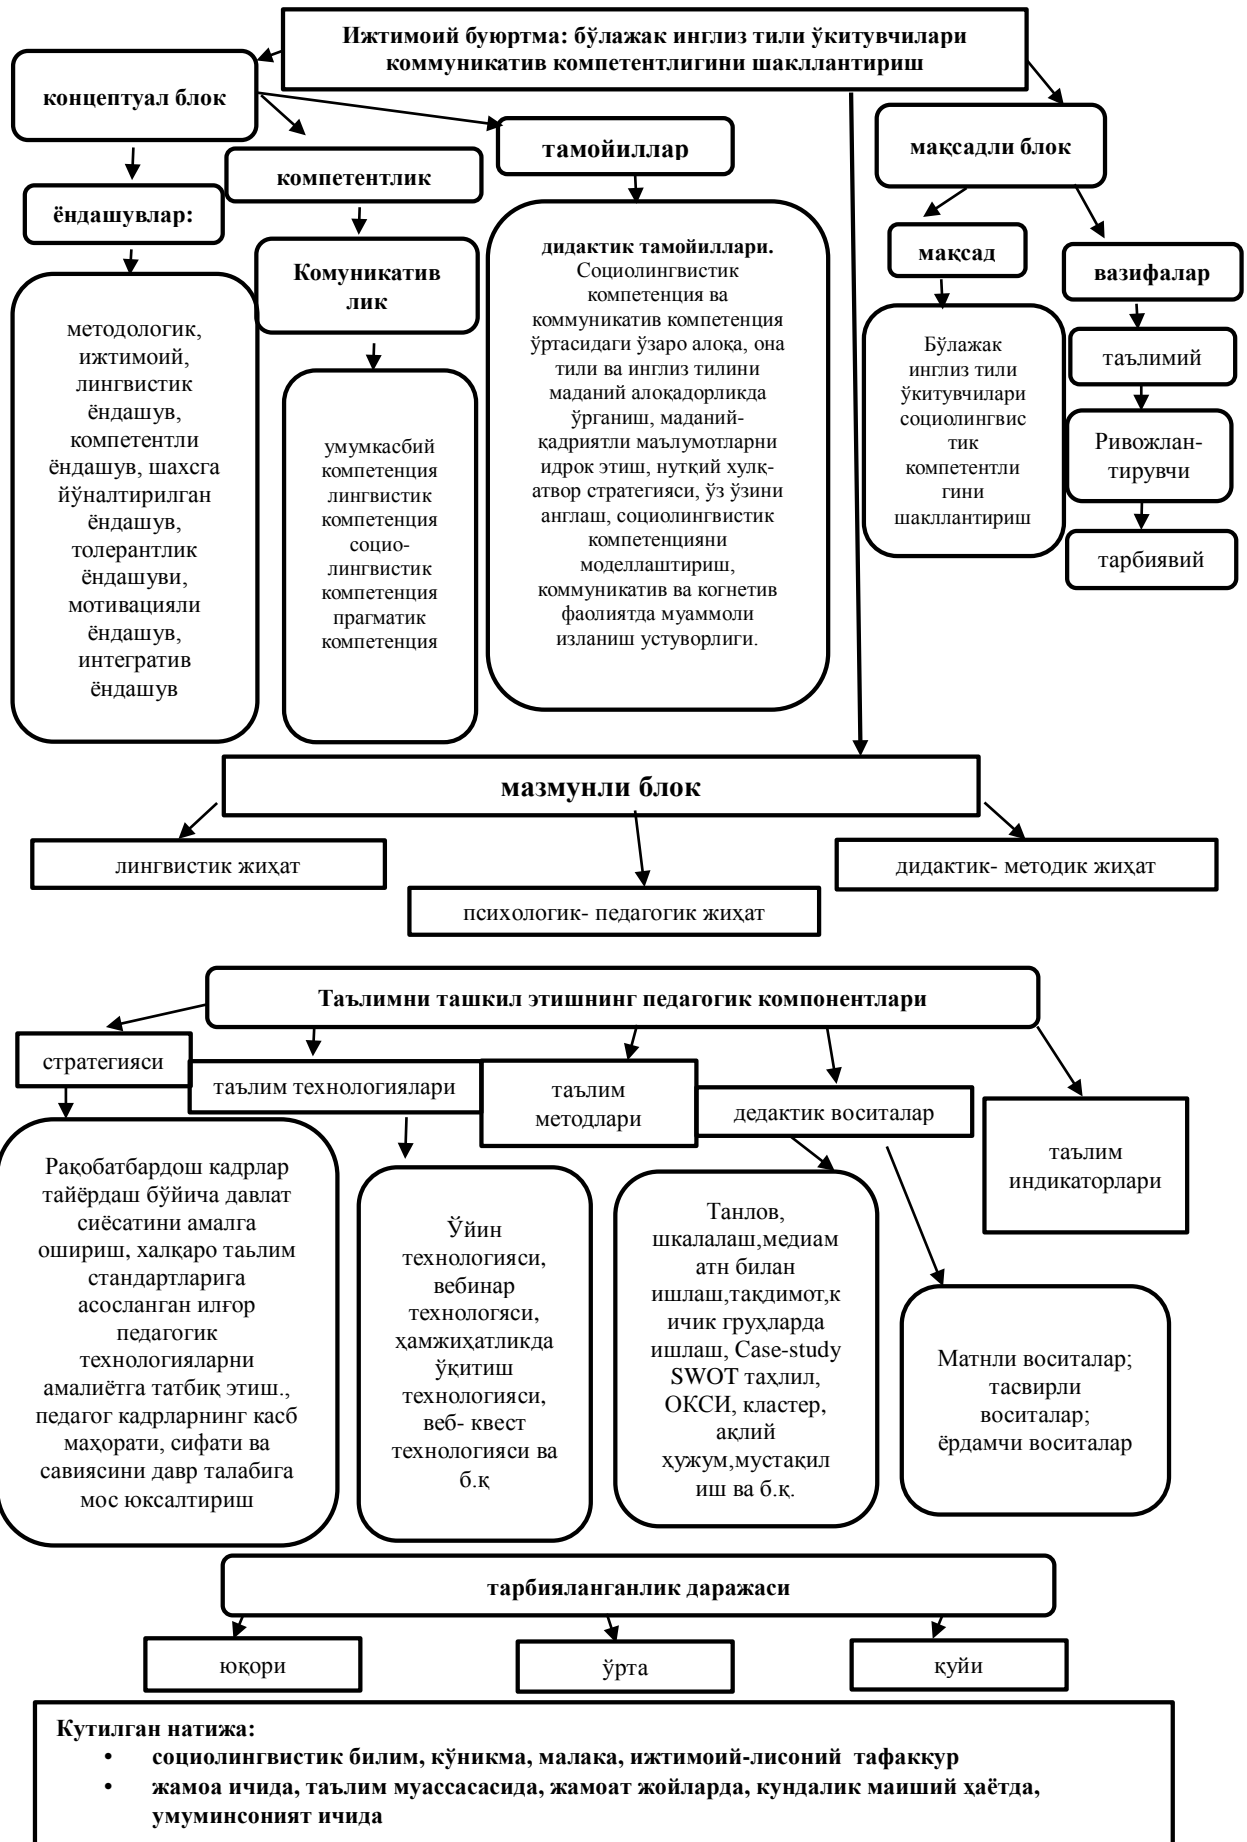 Ижтимоий буюртма: бўлажак инглиз тили ўкитувчилари
коммуникатив компетентлигини шакллантириш
концептуал блок
тамойиллар
мақсадли блок
компетентлик
ёндашувлар:
мақсад
вазифалар
Комуникатив
лик
методологик,
ижтимоий,
лингвистик
ёндашув,
компетентли
ёндашув, шахсга
йўналтирилган
ёндашув,
толерантлик
ёндашуви,
мотивацияли
ёндашув,
интегратив
ёндашув
умумкасбий
компетенция
лингвистик
компетенция
социо-
лингвистик
компетенция
прагматик
компетенция
дидактик тамойиллари.
Социолингвистик
компетенция ва
коммуникатив компетенция
ўртасидаги ўзаро алоқа, она
тили ва инглиз тилини
маданий алоқадорликда
ўрганиш, маданий-
қадриятли маълумотларни
идрок этиш, нутқий хулқ-
атвор стратегияси, ўз ўзини
англаш, социолингвистик
компетенцияни
моделлаштириш,
коммуникатив ва когнетив
фаолиятда муаммоли
изланиш устуворлиги.
Бўлажак
инглиз тили
ўкитувчилари
социолингвис
тик
компетентли
гини
шакллантириш
таълимий
Ривожлан-
тирувчи
тарбиявий
мазмунли блок
лингвистик жиҳат
психологик- педагогик жиҳат
дидактик- методик жиҳат
Таълимни ташкил этишнинг педагогик компонентлари
стратегияси
таълим технологиялари
таълим
методлари
дедактик воситалар
таълим
индикаторлари
Рақобатбардош кадрлар
тайёрдаш бўйича давлат
сиёсатини амалга
ошириш, халқаро таьлим
стандартларига
асосланган илғор
педагогик
технологияларни
амалиётга татбиқ этиш.,
педагог кадрларнинг касб
маҳорати, сифати ва
савиясини давр талабига
мос юксалтириш
Ўйин
технологияси,
вебинар
технологяси,
ҳамжиҳатликда
ўқитиш
технологияси,
веб- квест
технологияси ва
б.қ
Танлов,
шкалалаш,медиам
атн билан
ишлаш,тақдимот,к
ичик груҳларда
ишлаш, Case-study
SWOT таҳлил,
ОКСИ, кластер,
ақлий
ҳужум,мустақил
иш ва б.қ.
Матнли воситалар;
тасвирли
воситалар;
ёрдамчи воситалар
тарбияланганлик даражаси
юқори
ўрта
қуйи
Кутилган натижа:
• социолингвистик билим, кўникма, малака, ижтимоий-лисоний тафаккур
• жамоа ичида, таълим муассасасида, жамоат жойларда, кундалик маиший ҳаётда,
умуминсоният ичида